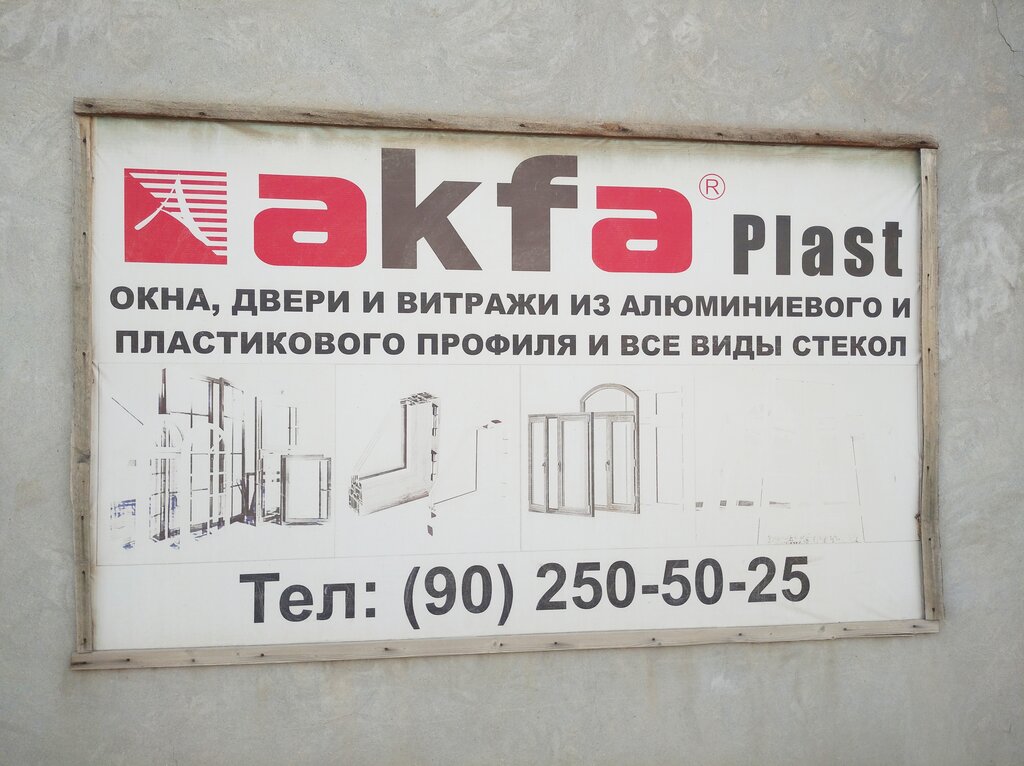 akfa® Plast
ОКНА, ДВЕРИ И ВИТРАЖИ ИЗ АЛЮМИНИЕВОГО И
ПЛАСТИКОВОГО ПРОФИЛЯ И ВСЕ ВИДЫ СТЕКОЛ
Тел: (90) 250-50-25